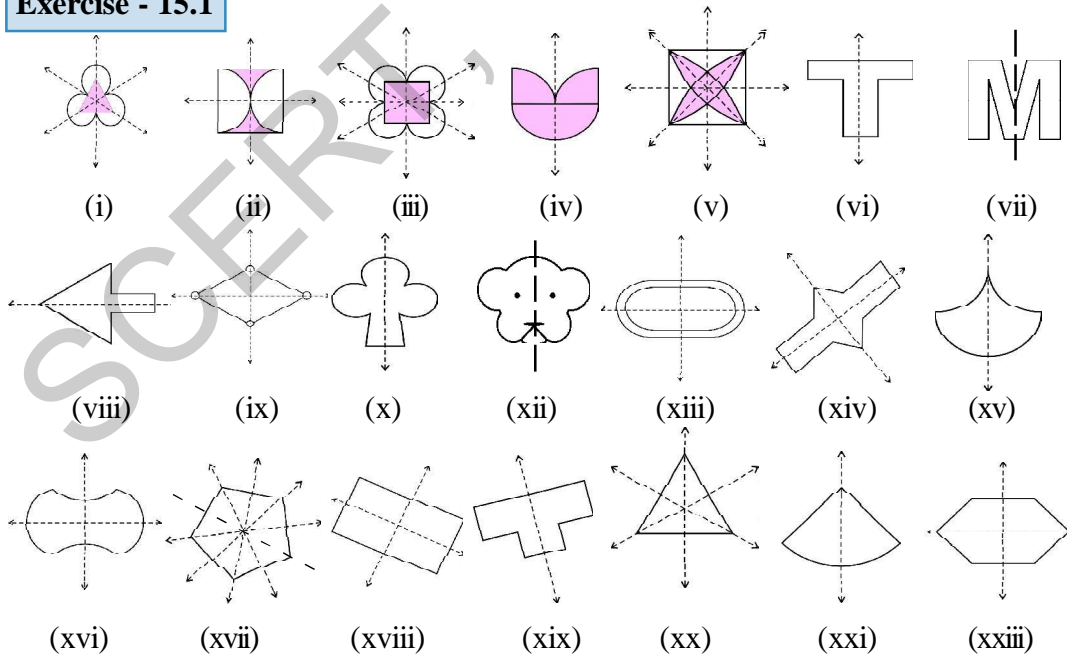 Exercise - 15.1
SCERT,
(i) (ii) (iii) (iv) (v) (vi) (vii)
(viii) (ix) (x) (xii) (xiii) (xiv) (xv)
(xvi) (xvii) (xviii) (xix) (xx) (xxi) (xxiii)